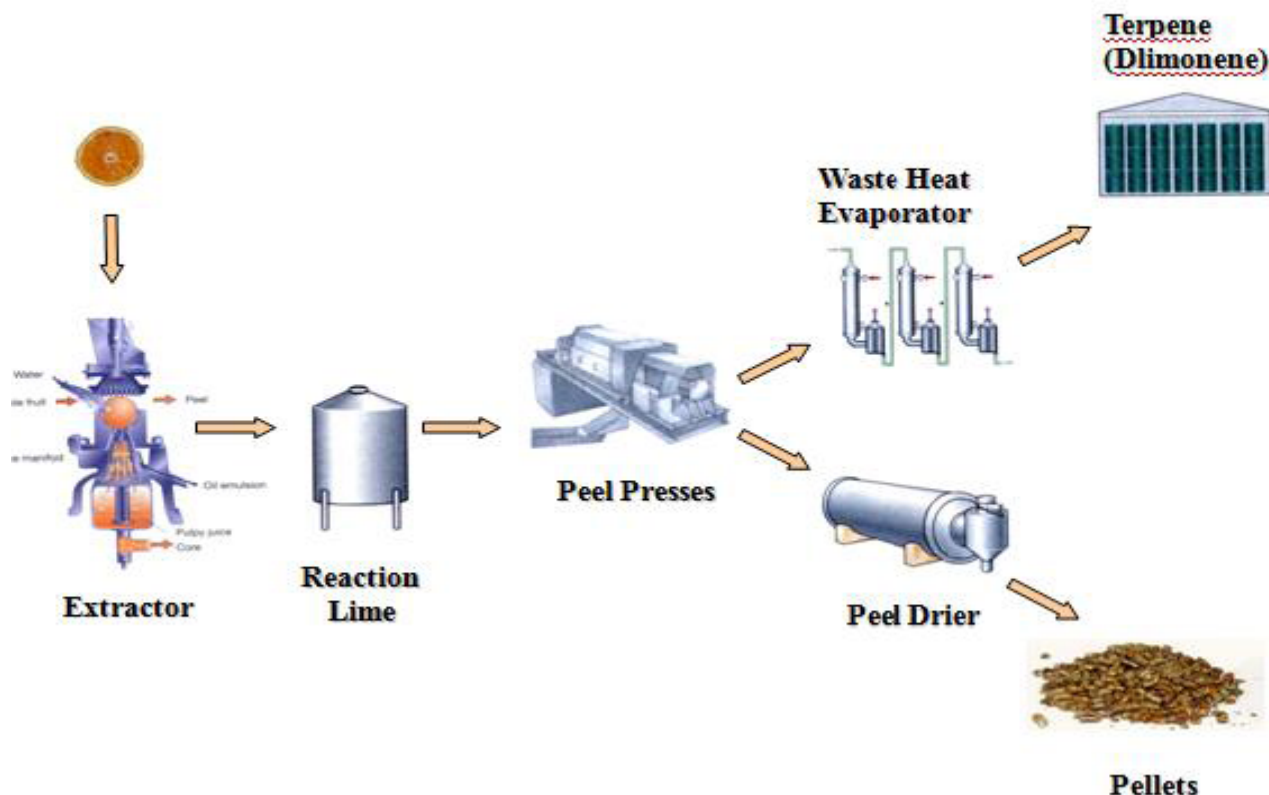 Terpene
(Dlimonene)
Waste Heat
Evaporator
Water
Peel
Oil emulsion
Pulpy juice
Core
Extractor
Reaction
Lime
Peel Presses
Peel Drier
Pellets